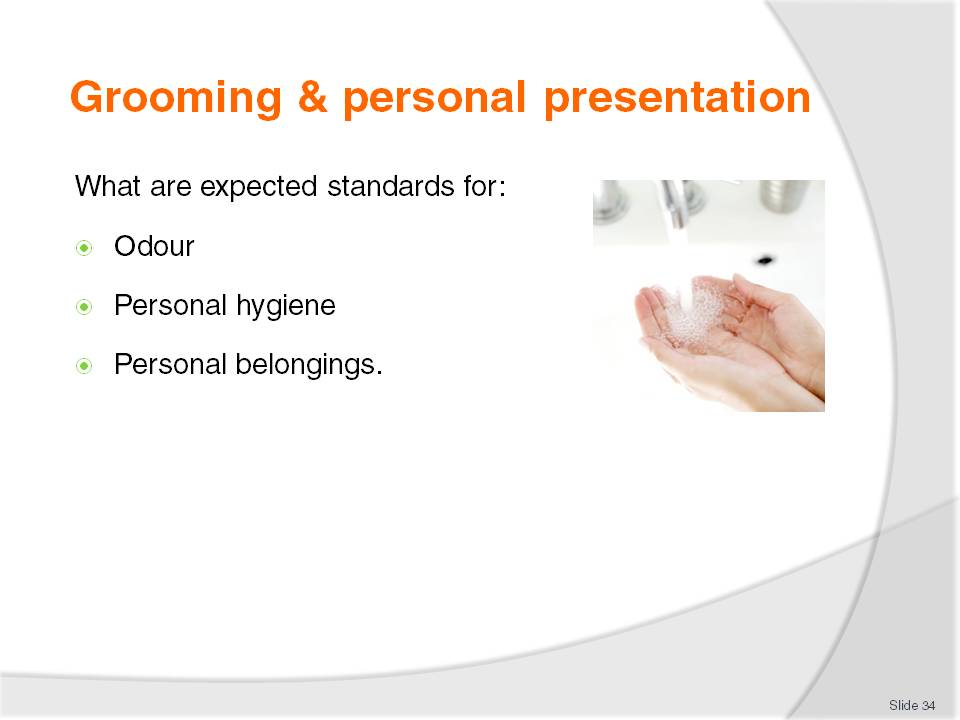 Grooming & personal presentation
What are expected standards for:
Odour
Personal hygiene
Personal belongings.
Slide 34